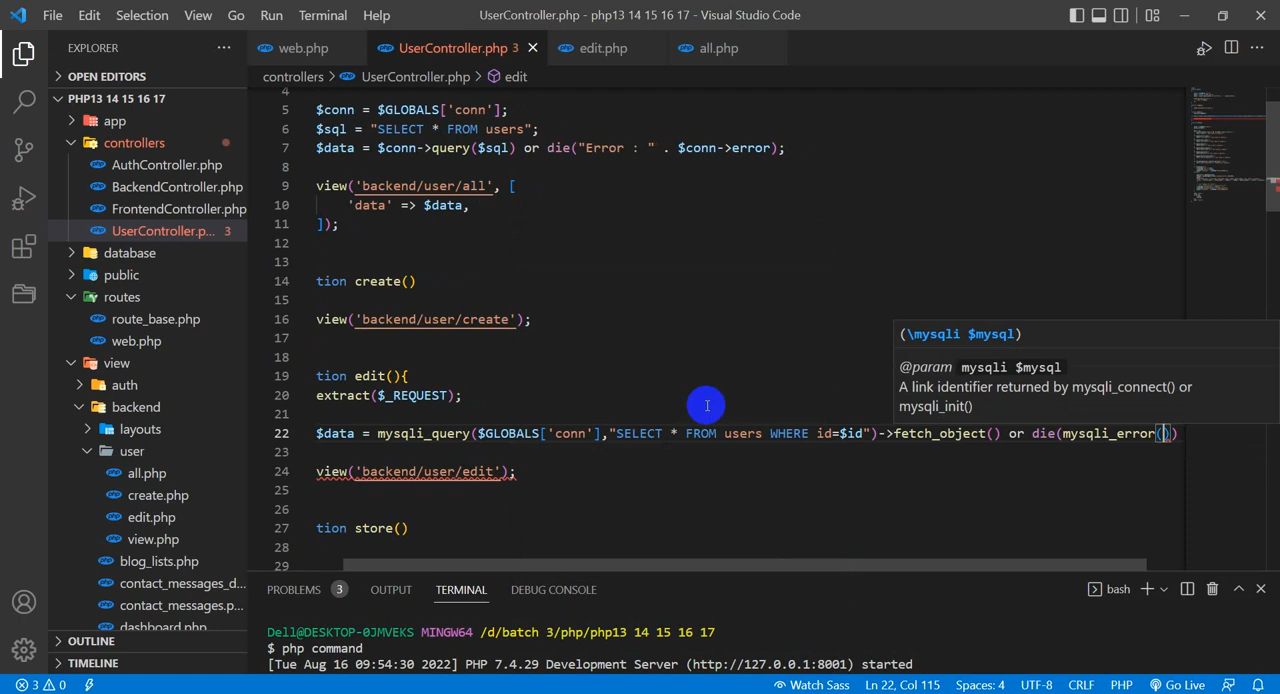 File Edit Selection View Go Run Terminal Help UserController.php - php13 14 15 16 17 - Visual Studio Code
EXPLORER
web.php UserController.php 3 edit.php all.php
OPEN EDITORS
controllers > UserController.php > edit
PHP13 14 15 16 17
app
controllers
AuthController.php
BackendController.php
FrontendController.php
UserController.p... 3
database
public
routes
route_base.php
web.php
view
auth
backend
layouts
user
all.php
create.php
edit.php
view.php
blog_lists.php
contact_messages_d...
contact_messages.p...
dashboard.php
OUTLINE
TIMELINE
4
5 $conn = $GLOBALS['conn'];
6 $sql = "SELECT * FROM users";
7 $data = $conn->query($sql) or die("Error : " . $conn->error);
8
9 view('backend/user/all', [
10 'data' => $data,
11 ]);
12
13
14 tion create()
15
16 view('backend/user/create');
17
18
19 tion edit(){
20 extract($_REQUEST);
21
22 $data = mysqli_query($GLOBALS['conn'],"SELECT * FROM users WHERE id=$id")->fetch_object() or die(mysqli_error())
23
24 view('backend/user/edit');
25
26
27 tion store()
28
29
(\mysqli $mysql)
@param mysqli $mysql
A link identifier returned by mysqli_connect() or
mysqli_init()
PROBLEMS 3 OUTPUT TERMINAL DEBUG CONSOLE bash
Dell@DESKTOP-0JMVEKS MINGW64 /d/batch 3/php/php13 14 15 16 17
$ php command
[Tue Aug 16 09:54:30 2022] PHP 7.4.29 Development Server (http://127.0.0.1:8001) started
3 0 Watch Sass Ln 22, Col 115 Spaces: 4 UTF-8 CRLF PHP Go Live